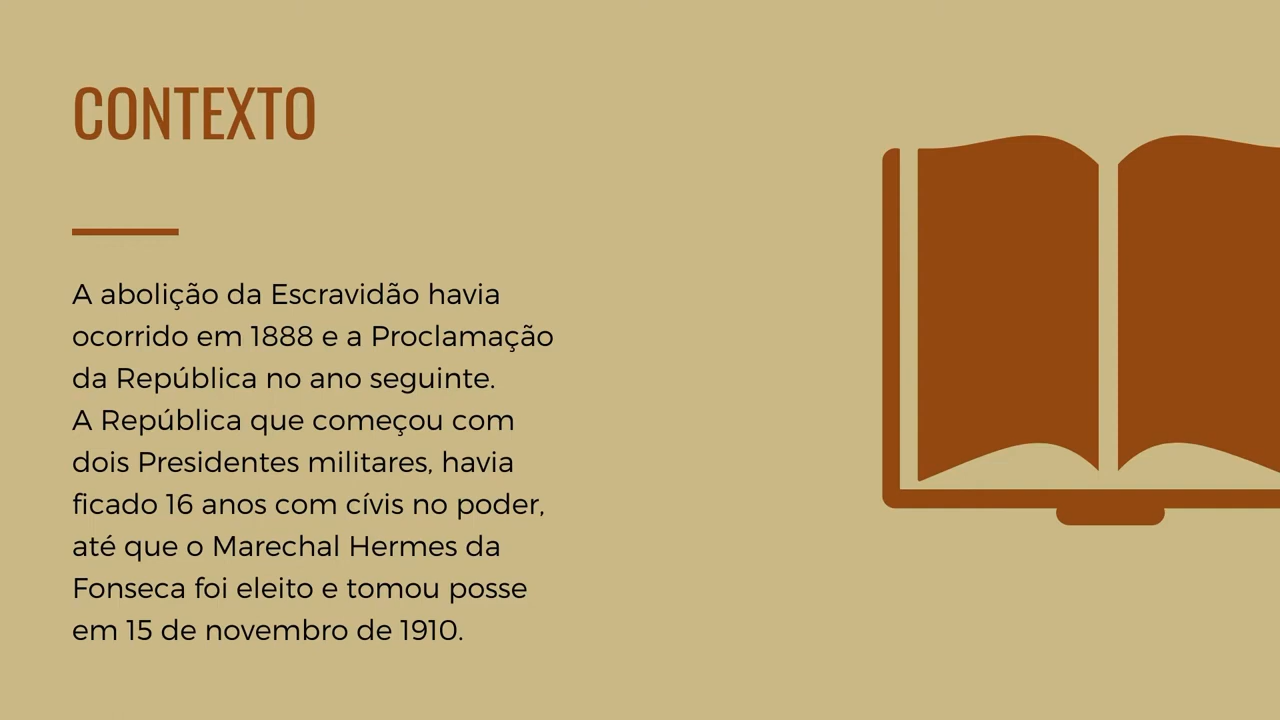 CONTEXTO
A abolição da Escravidão havia
ocorrido em 1888 e a Proclamação
da República no ano seguinte.
A República que começou com
dois Presidentes militares, havia
ficado 16 anos com cívis no poder,
até que o Marechal Hermes da
Fonseca foi eleito e tomou posse
em 15 de novembro de 1910.